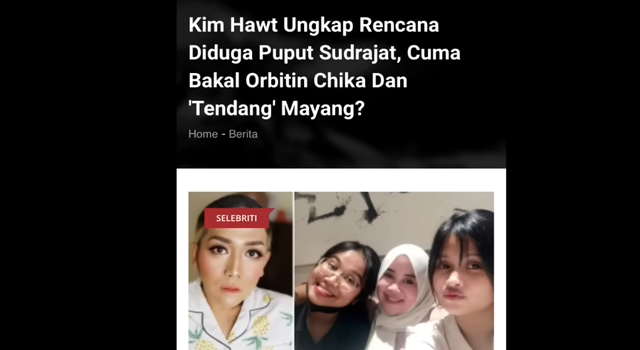 Kim Hawt Ungkap Rencana
Diduga Puput Sudrajat, Cuma
Bakal Orbitin Chika Dan
'Tendang' Mayang?
Home - Berita
SELEBRITI